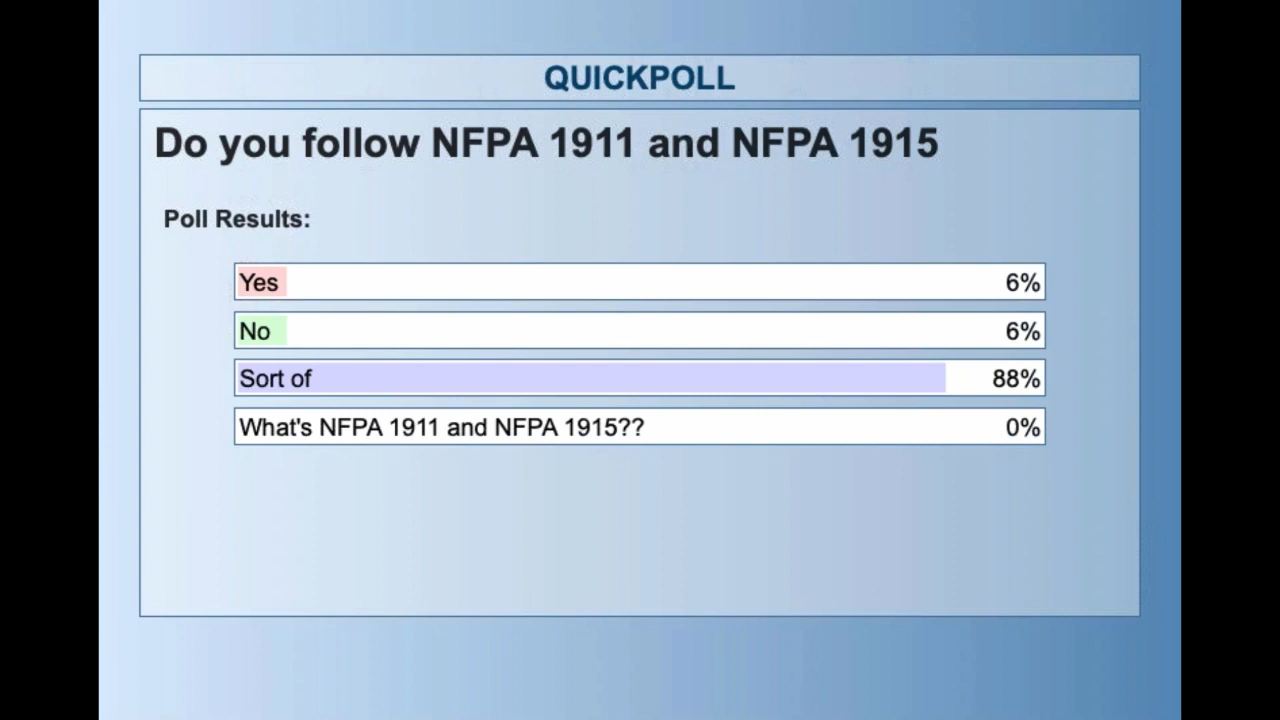 QUICKPOLL
Do you follow NFPA 1911 and NFPA 1915
Poll Results:
Yes 6%
No 6%
Sort of 88%
What's NFPA 1911 and NFPA 1915?? 0%